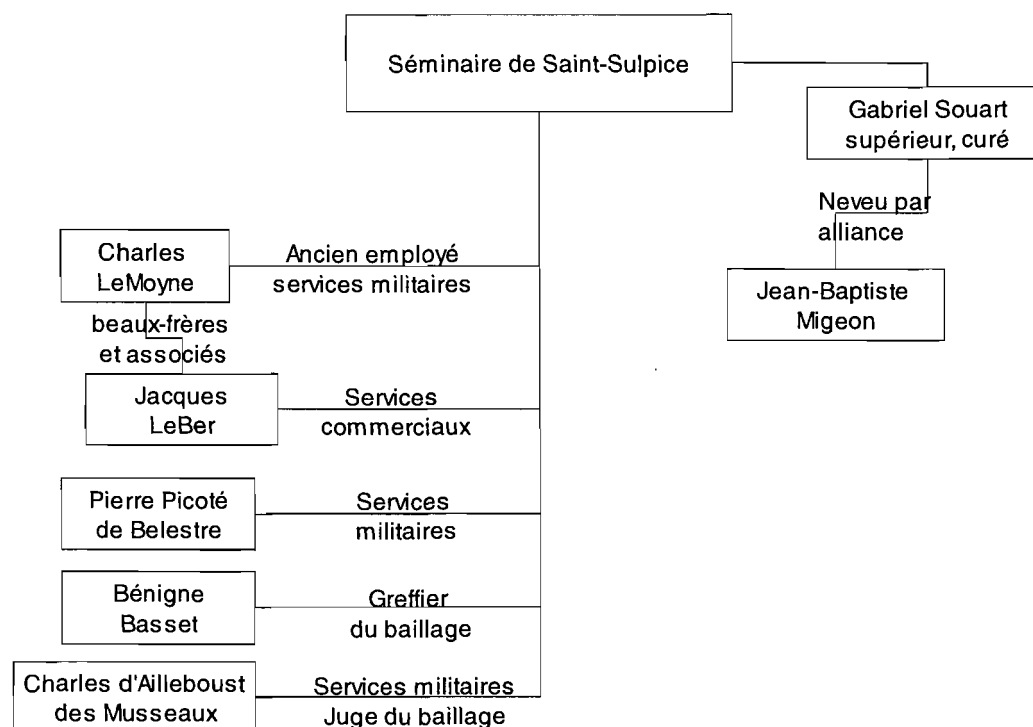 Séminaire de Saint-Sulpice
Gabriel Souart
supérieur, curé
Neveu par
alliance
Jean-Baptiste
Migeon
Charles
LeMoyne
Ancien employé
services militaires
beaux-frères
et associés
Jacques
LeBer
Services
commerciaux
Pierre Picoté
de Belestre
Services
militaires
Bénigne
Basset
Greffier
du baillage
Charles d'Ailleboust
des Musseaux
Services militaires
Juge du baillage